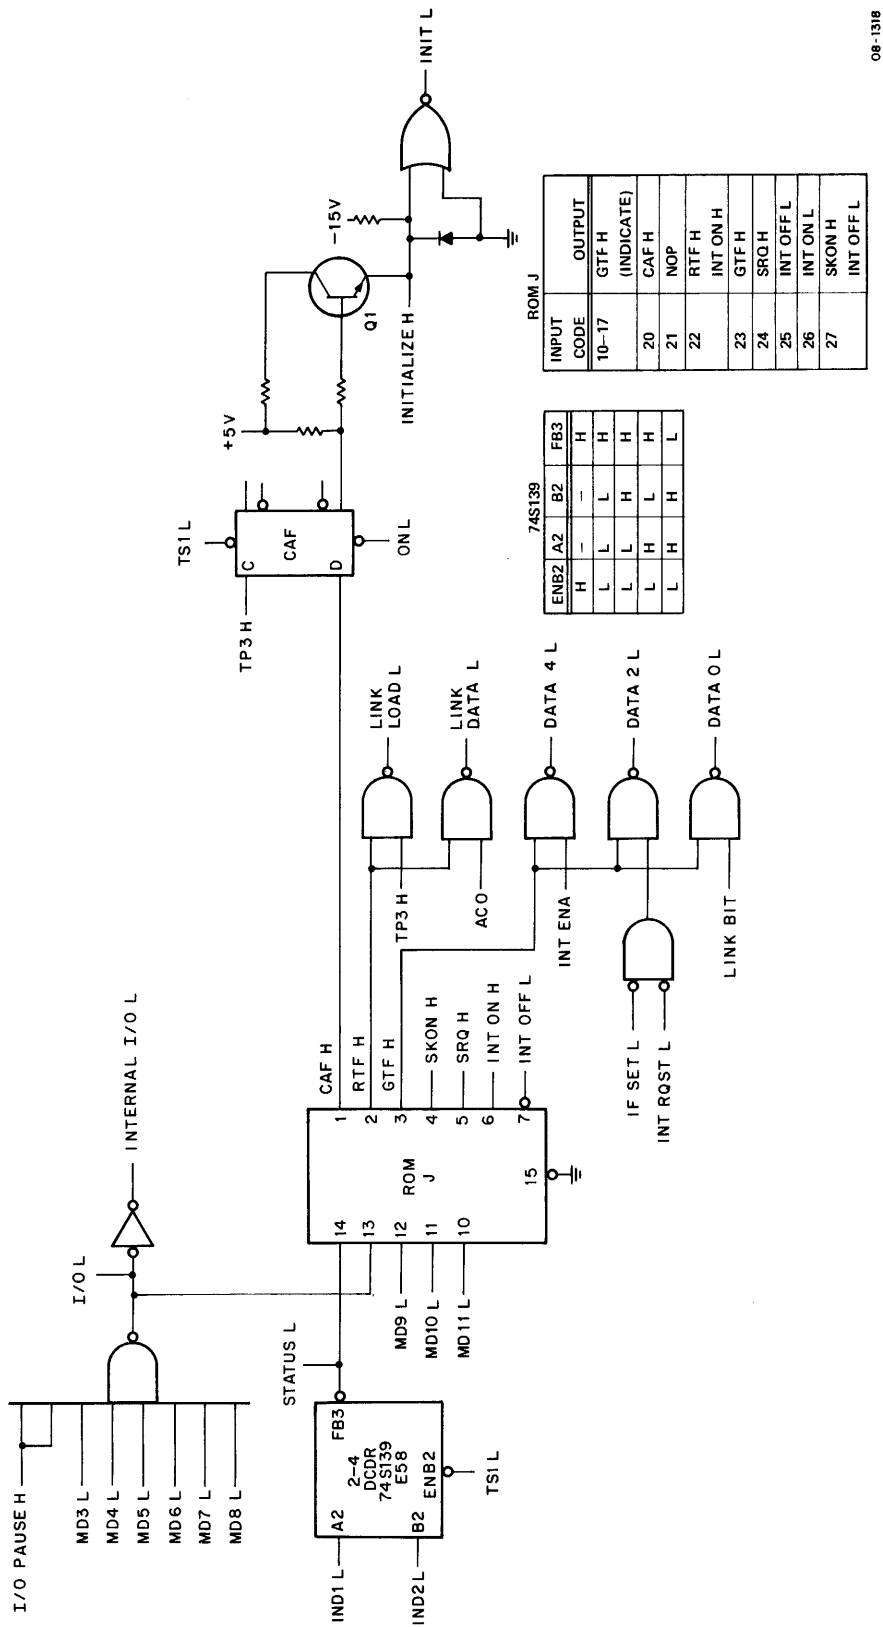 I/O PAUSE H
MD3 L
MD4 L
MD5 L
MD6 L
MD7 L
MD8 L
I/O L
INTERNAL I/O L
IND1 L
IND2 L
A2
B2
2-4
DCDR
74S139
E58
FB3
ENB2
TS1 L
STATUS L
MD9 L
MD10 L
MD11 L
14
13
12
11
10
ROM
J
15
1
2
3
4
5
6
7
CAF H
RTF H
GTF H
SKON H
SRQ H
INT ON H
INT OFF L
TP3 H
AC0
INT ENA
IF SET L
INT RQST L
LINK BIT
LINK
LOAD L
LINK
DATA L
DATA 4 L
DATA 2 L
DATA 0 L
TP3 H
TS1 L
C
CAF
D
ON L
+5V
Q1
-15V
INITIALIZE H
INIT L
74S139
ENB2 A2 B2 FB3
H – – H
L L L H
L L H H
L H L H
L H H L
ROM J
INPUT
CODE
OUTPUT
10–17 GTF H
(INDICATE)
20 CAF H
21 NOP
22 RTF H
INT ON H
23 GTF H
24 SRQ H
25 INT OFF L
26 INT ON L
27 SKON H
INT OFF L
08-1318